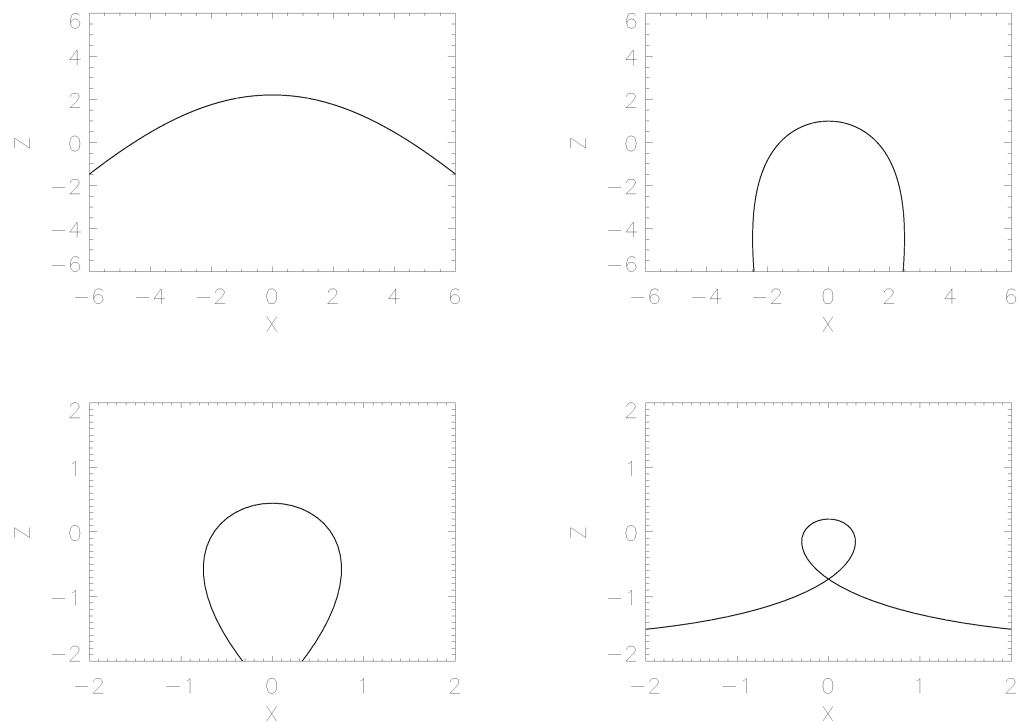 6 6
4 4
2 2
Z 0 Z 0
−2 −2
−4 −4
−6 −6
−6 −4 −2 0 2 4 6 −6 −4 −2 0 2 4 6
X X
2 2
1 1
Z 0 Z 0
−1 −1
−2 −2
−2 −1 0 1 2 −2 −1 0 1 2
X X